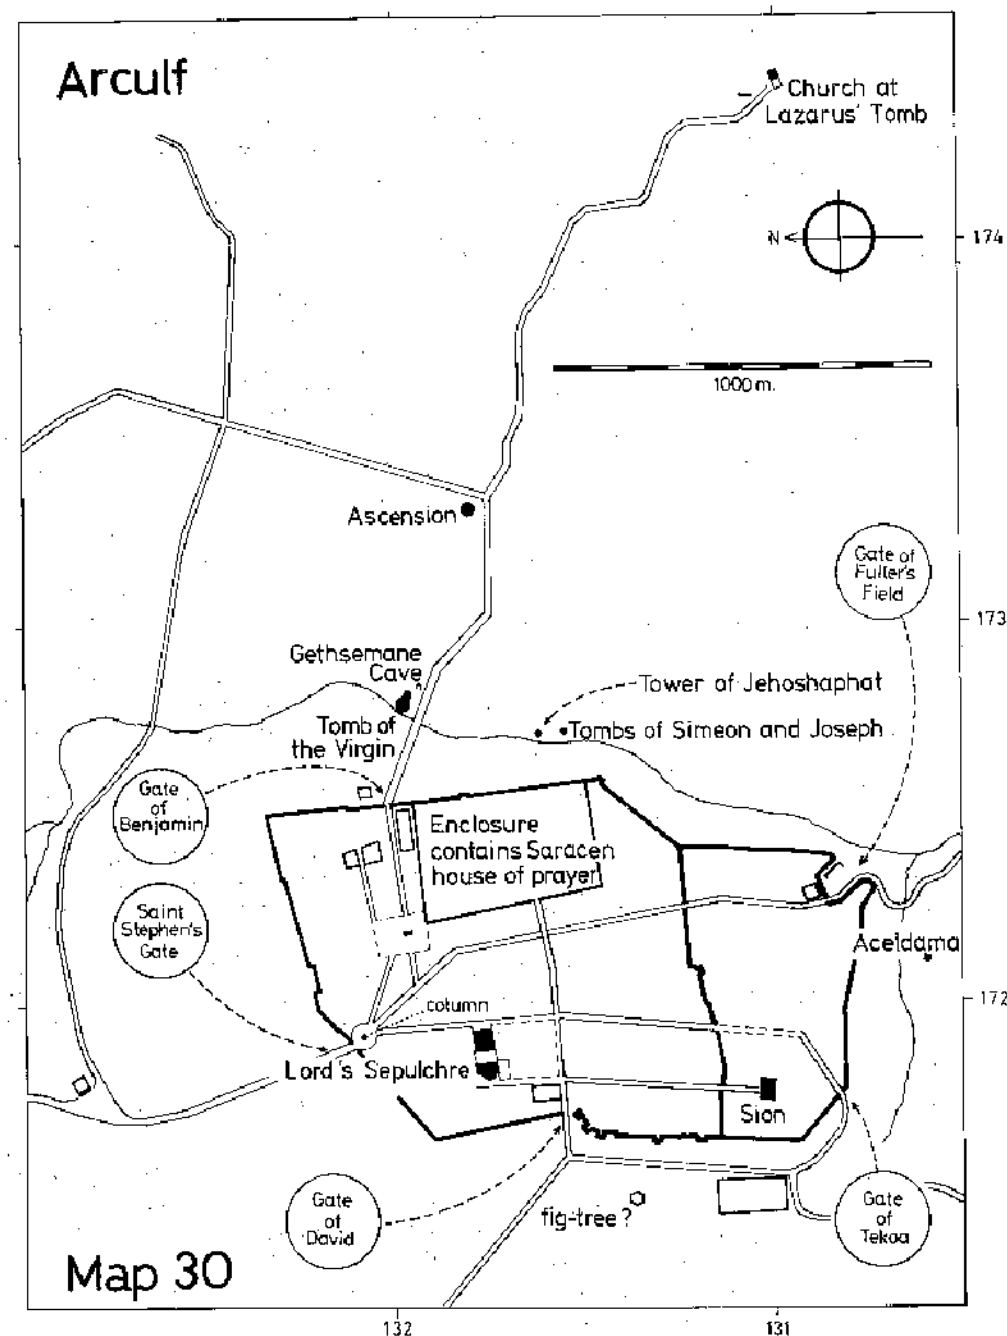 Arculf
Church at
Lazarus' Tomb
N
174
1000 m.
Ascension
Gate of
Fuller's
Field
173
Gethsemane
Cave
Tower of Jehoshaphat
Tomb of
the Virgin
Tombs of Simeon and Joseph
Gate
of
Benjamin
Enclosure
contains Saracen
house of prayer
Saint
Stephen's
Gate
Aceldama
column
172
Lord's Sepulchre
Sion
Gate
of
David
fig-tree?
Gate
of
Tekoa
Map 30
132
131